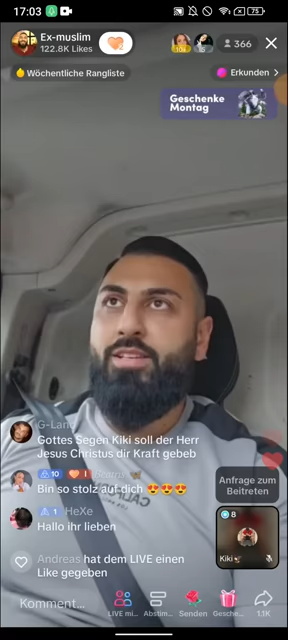 17:03
75
Ex-muslim
122.8K Likes
366
Wöchentliche Rangliste
Erkunden
Geschenke
Montag
G-Land
Gottes Segen Kiki soll der Herr
Jesus Christus dir Kraft gebeb
10
Bin so stolz auf dich 😍😍😍
1 HeXe
Hallo ihr lieben
Anfrage zum
Beitreten
8
Kiki
Andreas hat dem LIVE einen
Like gegeben
Komment...
LIVE mi...
Abstim...
Senden
Gesche...
1.1K